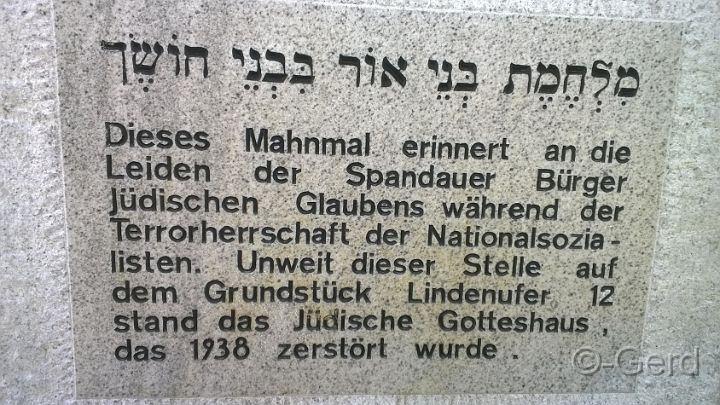 מִלְחֶמֶת בְּנֵי אוֹר בִּבְנֵי חוֹשֶׁךְ
Dieses Mahnmal erinnert an die
Leiden der Spandauer Bürger
Jüdischen Glaubens während der
Terrorherrschaft der Nationalsozia-
listen. Unweit dieser Stelle auf
dem Grundstück Lindenufer 12
stand das Jüdische Gotteshaus,
das 1938 zerstört wurde.
©-Gerd